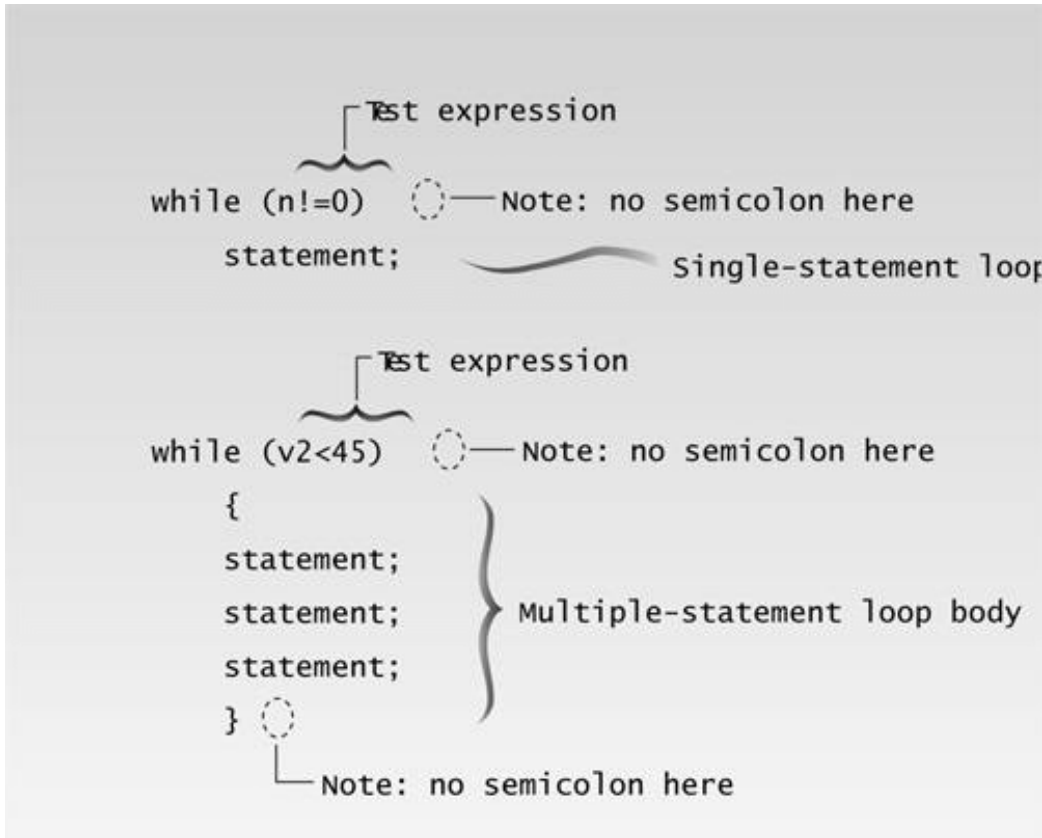 Test expression
while (n!=0) Note: no semicolon here
statement;
Single-statement loop
Test expression
while (v2<45) Note: no semicolon here
{
statement;
statement;
Multiple-statement loop body
statement;
}
Note: no semicolon here